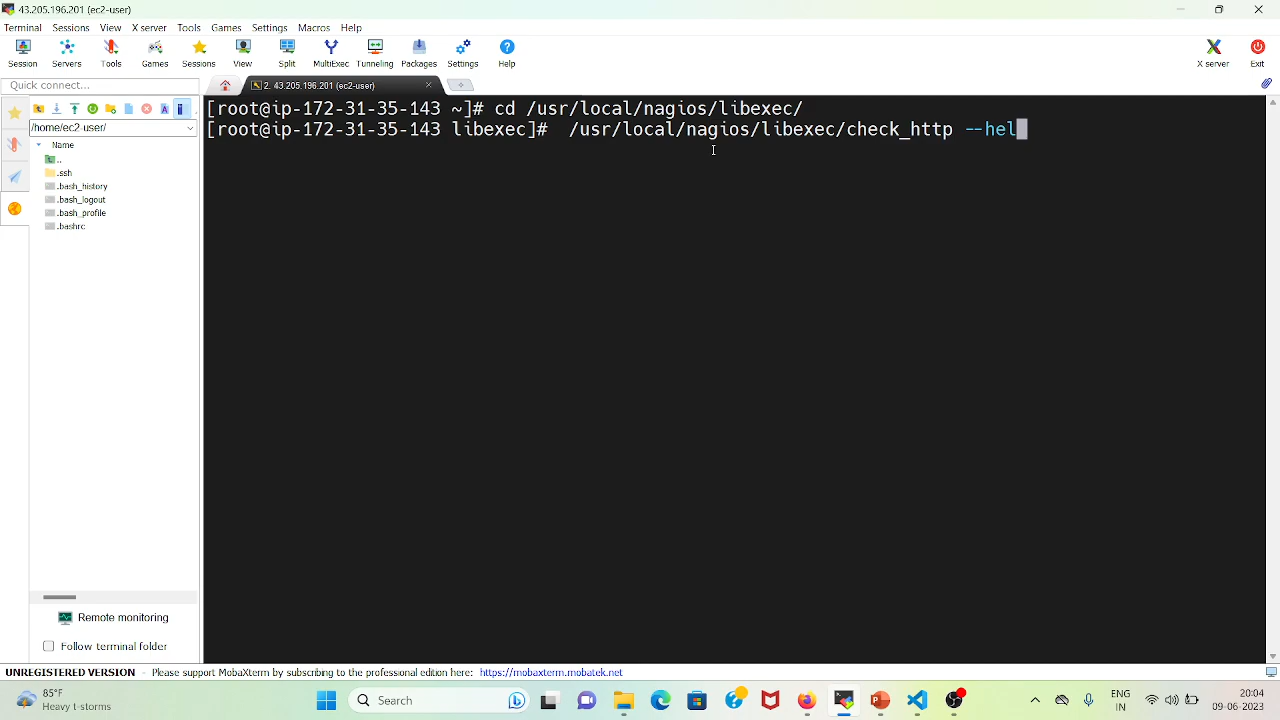 43.205.196.201 (ec2-user)
Terminal Sessions View X server Tools Games Settings Macros Help
Session Servers Tools Games Sessions View Split MultiExec Tunneling Packages Settings Help X server Exit
Quick connect...
2. 43.205.196.201 (ec2-user)
/home/ec2-user/
Name
..
.ssh
.bash_history
.bash_logout
.bash_profile
.bashrc
[root@ip-172-31-35-143 ~]# cd /usr/local/nagios/libexec/
[root@ip-172-31-35-143 libexec]#  /usr/local/nagios/libexec/check_http --hel
Remote monitoring
Follow terminal folder
UNREGISTERED VERSION - Please support MobaXterm by subscribing to the professional edition here: https://mobaxterm.mobatek.net
85°F
Heavy t-storms
Search
ENG
IN
20:04
09-06-2023